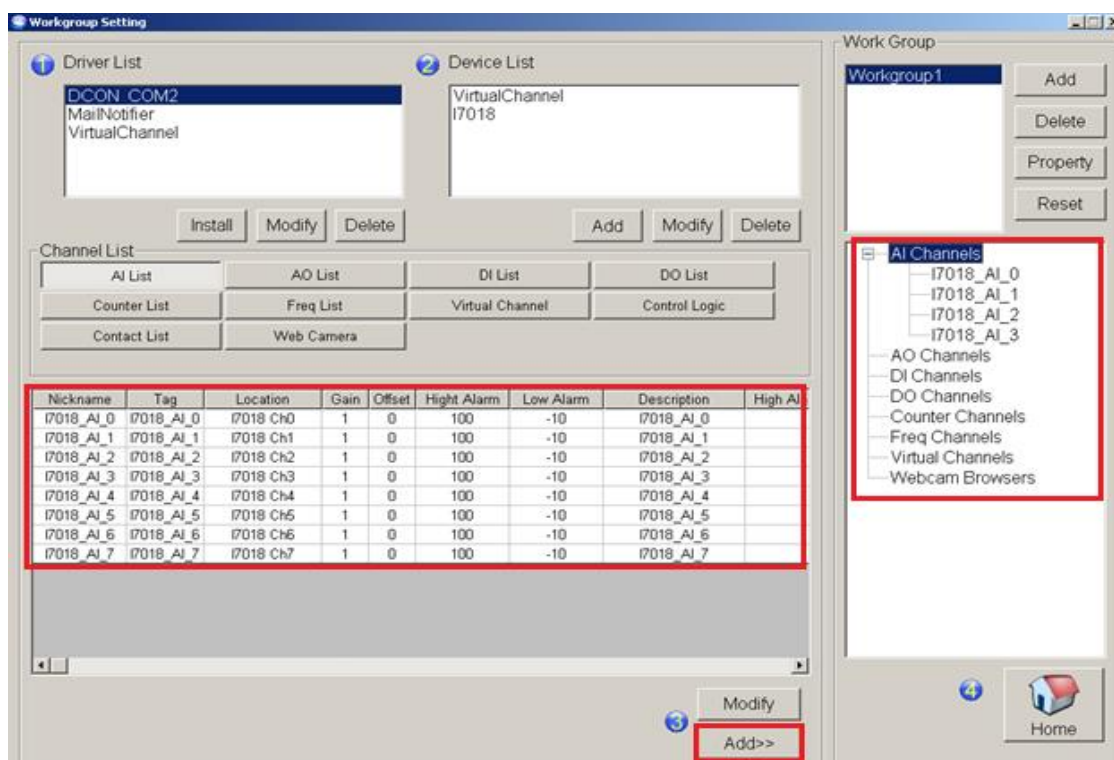 Workgroup Setting
1 Driver List
DCON_COM2
MailNotifier
VirtualChannel
Install Modify Delete
2 Device List
VirtualChannel
I7018
Add Modify Delete
Channel List
AI List AO List DI List DO List
Counter List Freq List Virtual Channel Control Logic
Contact List Web Camera
Nickname Tag Location Gain Offset Hight Alarm Low Alarm Description High Al
I7018_AI_0 I7018_AI_0 I7018 Ch0 1 0 100 -10 I7018_AI_0
I7018_AI_1 I7018_AI_1 I7018 Ch1 1 0 100 -10 I7018_AI_1
I7018_AI_2 I7018_AI_2 I7018 Ch2 1 0 100 -10 I7018_AI_2
I7018_AI_3 I7018_AI_3 I7018 Ch3 1 0 100 -10 I7018_AI_3
I7018_AI_4 I7018_AI_4 I7018 Ch4 1 0 100 -10 I7018_AI_4
I7018_AI_5 I7018_AI_5 I7018 Ch5 1 0 100 -10 I7018_AI_5
I7018_AI_6 I7018_AI_6 I7018 Ch6 1 0 100 -10 I7018_AI_6
I7018_AI_7 I7018_AI_7 I7018 Ch7 1 0 100 -10 I7018_AI_7
3 Modify
Add>>
Work Group
Workgroup1
Add
Delete
Property
Reset
AI Channels
I7018_AI_0
I7018_AI_1
I7018_AI_2
I7018_AI_3
AO Channels
DI Channels
DO Channels
Counter Channels
Freq Channels
Virtual Channels
Webcam Browsers
4 Home